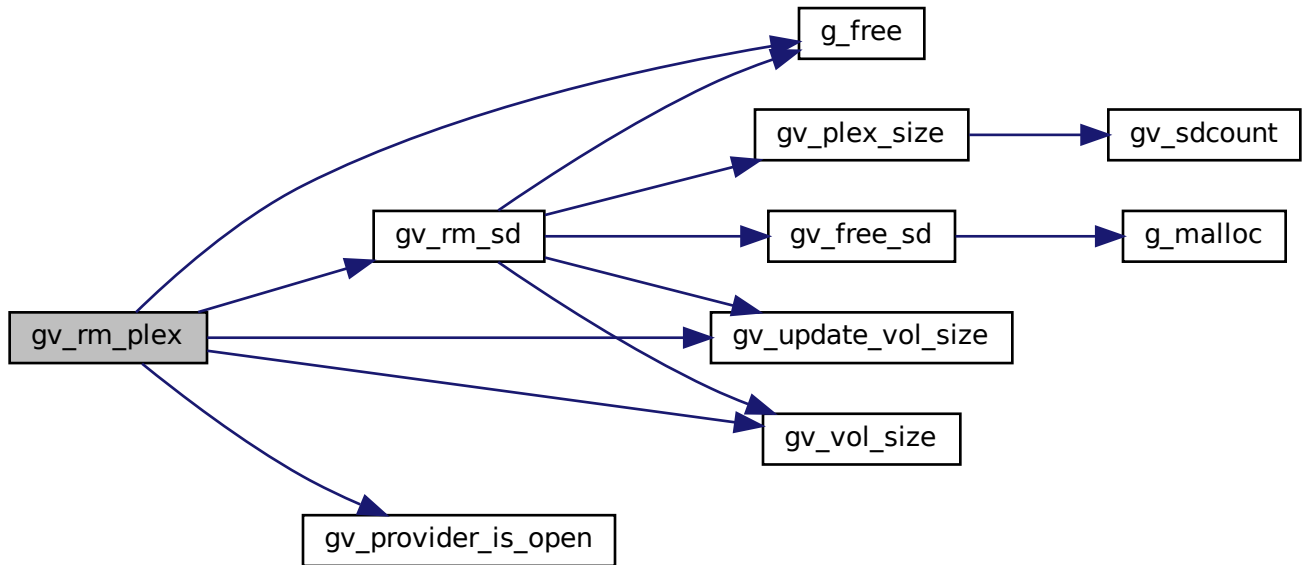 g_free
gv_plex_size
gv_sdcount
gv_rm_sd
gv_free_sd
g_malloc
gv_rm_plex
gv_update_vol_size
gv_vol_size
gv_provider_is_open